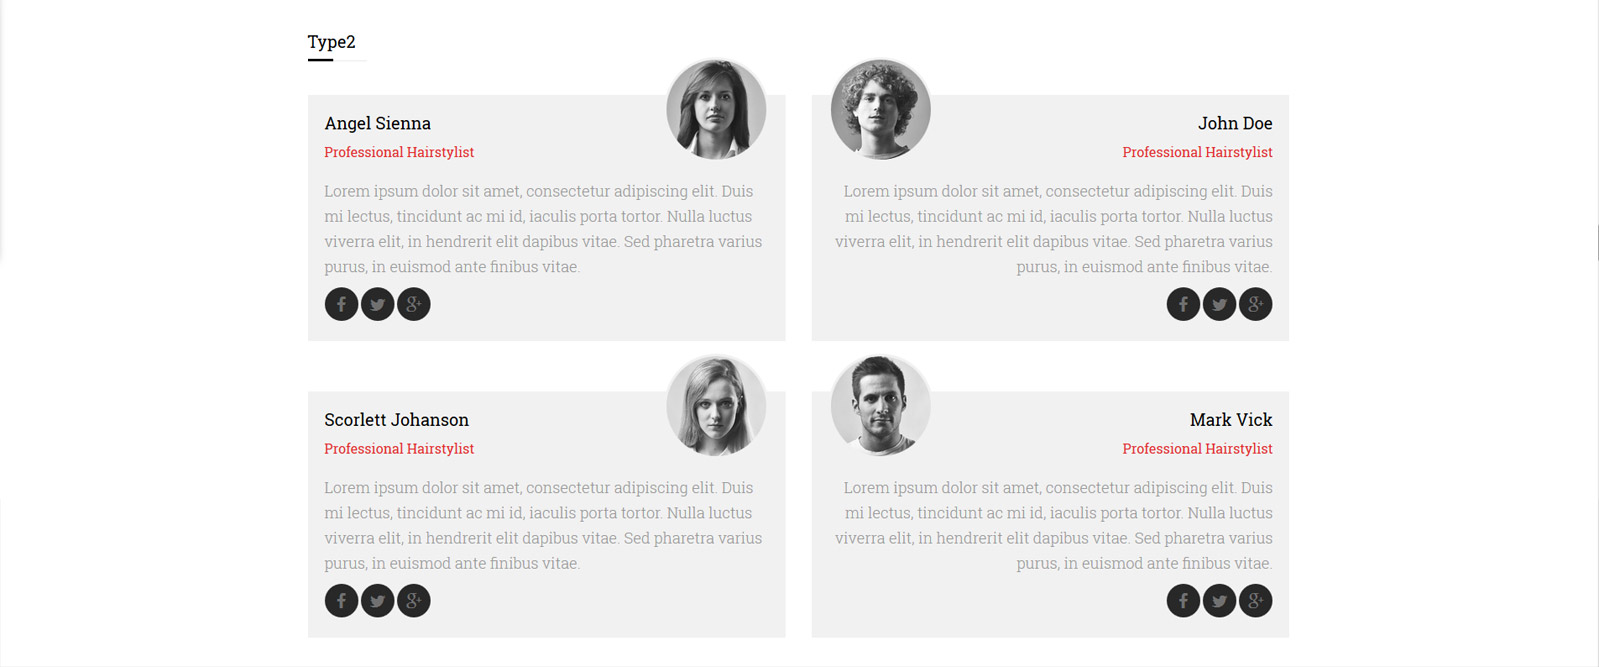 Type2
Angel Sienna
Professional Hairstylist
Lorem ipsum dolor sit amet, consectetur adipiscing elit. Duis
mi lectus, tincidunt ac mi id, iaculis porta tortor. Nulla luctus
viverra elit, in hendrerit elit dapibus vitae. Sed pharetra varius
purus, in euismod ante finibus vitae.
f g+
John Doe
Professional Hairstylist
Lorem ipsum dolor sit amet, consectetur adipiscing elit. Duis
mi lectus, tincidunt ac mi id, iaculis porta tortor. Nulla luctus
viverra elit, in hendrerit elit dapibus vitae. Sed pharetra varius
purus, in euismod ante finibus vitae.
f g+
Scorlett Johanson
Professional Hairstylist
Lorem ipsum dolor sit amet, consectetur adipiscing elit. Duis
mi lectus, tincidunt ac mi id, iaculis porta tortor. Nulla luctus
viverra elit, in hendrerit elit dapibus vitae. Sed pharetra varius
purus, in euismod ante finibus vitae.
f g+
Mark Vick
Professional Hairstylist
Lorem ipsum dolor sit amet, consectetur adipiscing elit. Duis
mi lectus, tincidunt ac mi id, iaculis porta tortor. Nulla luctus
viverra elit, in hendrerit elit dapibus vitae. Sed pharetra varius
purus, in euismod ante finibus vitae.
f g+